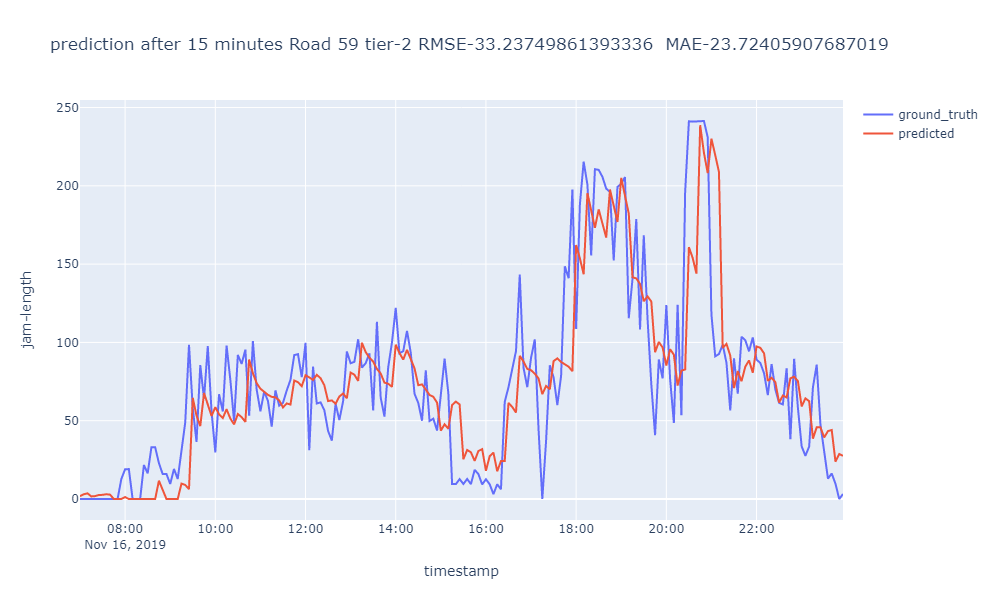 prediction after 15 minutes Road 59 tier-2 RMSE-33.23749861393336  MAE-23.72405907687019
ground_truth
predicted
250
200
150
100
50
0
jam-length
08:00 10:00 12:00 14:00 16:00 18:00 20:00 22:00
Nov 16, 2019
timestamp